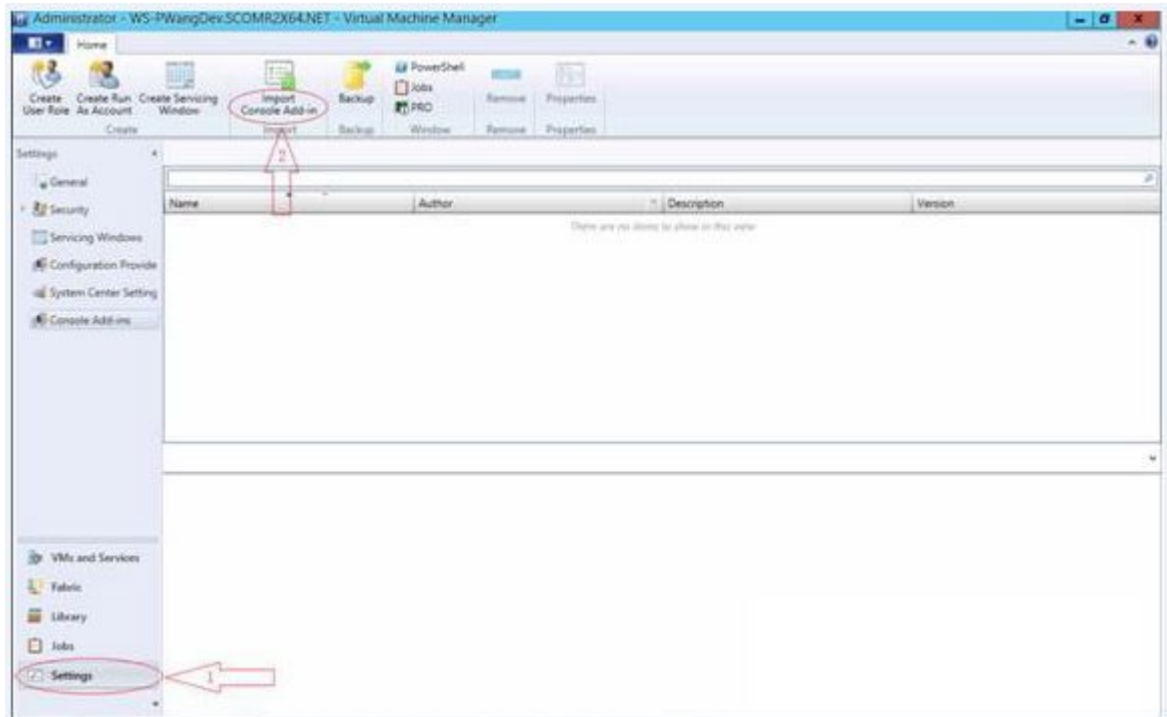 Administrator - WS-PWangDev.SCOMR2X64.NET - Virtual Machine Manager
Home
Create User Role
Create Run As Account
Create Servicing Window
Import Console Add-in
Backup
PowerShell
Jobs
PRO
Remove
Properties
Create
Import
Backup
Window
Remove
Properties
2
Settings
General
Security
Servicing Windows
Configuration Provide
System Center Setting
Console Add-ins
Name
Author
Description
Version
There are no items to show in this view
VMs and Services
Fabric
Library
Jobs
Settings
1